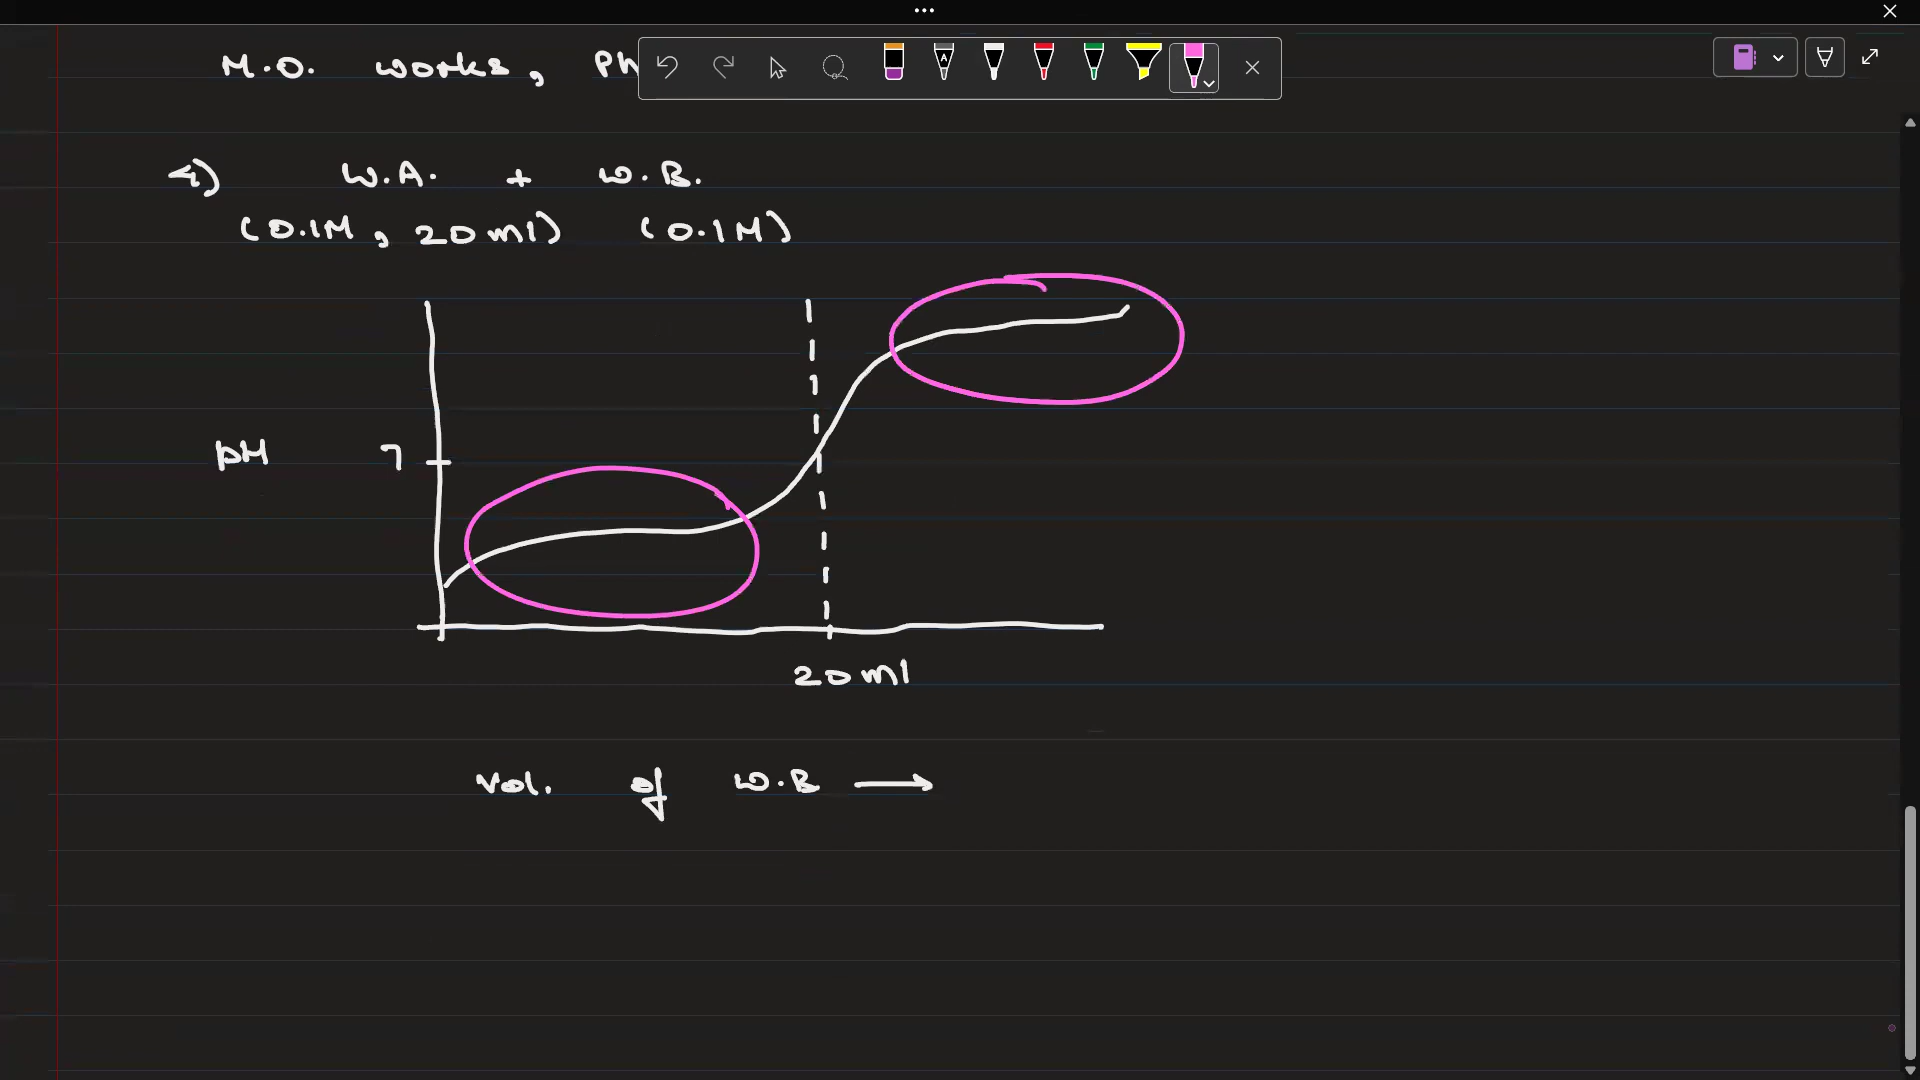 M.O. works, Ph
4) W.A. + W.B.
(0.1M, 20ml) (0.1M)
pH 7
20ml
Vol. of W.B →